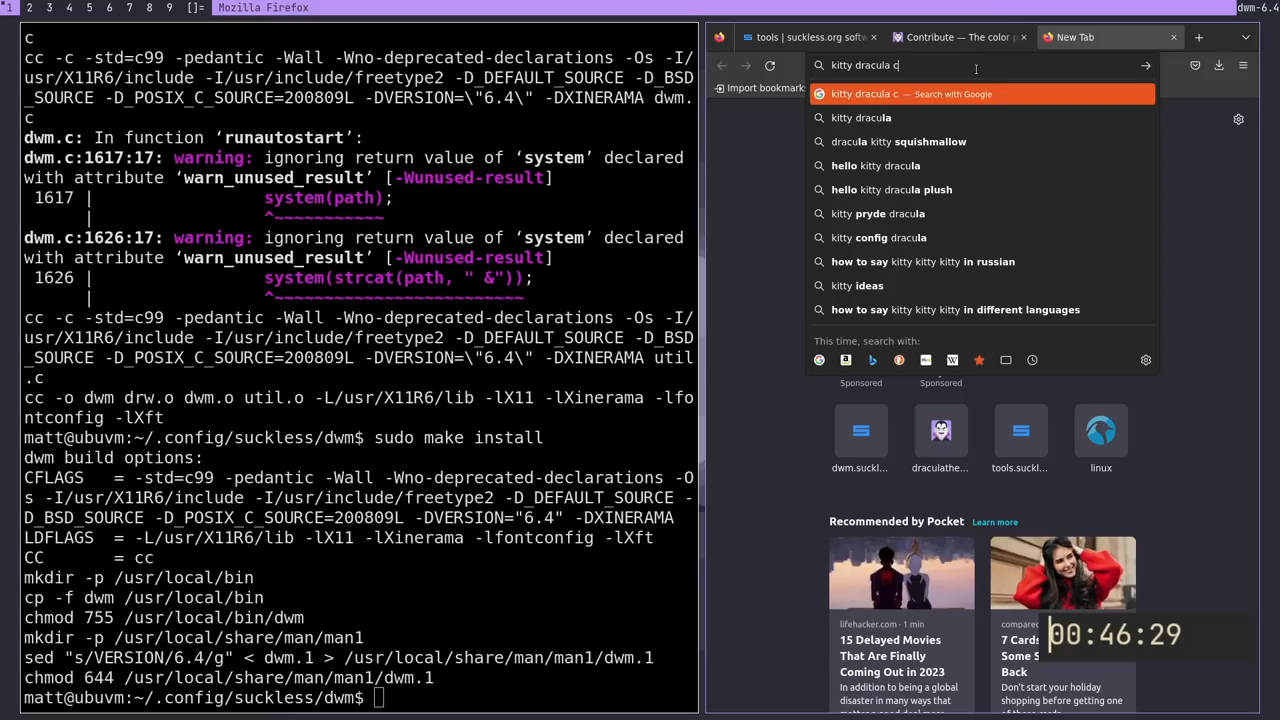 1 2 3 4 5 6 7 8 9 []= Mozilla Firefox dwm-6.4
c
cc -c -std=c99 -pedantic -Wall -Wno-deprecated-declarations -Os -I/
usr/X11R6/include -I/usr/include/freetype2 -D_DEFAULT_SOURCE -D_BSD
_SOURCE -D_POSIX_C_SOURCE=200809L -DVERSION=\"6.4\" -DXINERAMA dwm.
c
dwm.c: In function ‘runautostart’:
dwm.c:1617:17: warning: ignoring return value of ‘system’ declared
with attribute ‘warn_unused_result’ [-Wunused-result]
1617 | system(path);
| ^~~~~~~~~~~~
dwm.c:1626:17: warning: ignoring return value of ‘system’ declared
with attribute ‘warn_unused_result’ [-Wunused-result]
1626 | system(strcat(path, " &"));
| ^~~~~~~~~~~~~~~~~~~~~~~~~~
cc -c -std=c99 -pedantic -Wall -Wno-deprecated-declarations -Os -I/
usr/X11R6/include -I/usr/include/freetype2 -D_DEFAULT_SOURCE -D_BSD
_SOURCE -D_POSIX_C_SOURCE=200809L -DVERSION=\"6.4\" -DXINERAMA util
.c
cc -o dwm drw.o dwm.o util.o -L/usr/X11R6/lib -lX11 -lXinerama -lfo
ntconfig -lXft
matt@ubuvm:~/.config/suckless/dwm$ sudo make install
dwm build options:
CFLAGS = -std=c99 -pedantic -Wall -Wno-deprecated-declarations -O
s -I/usr/X11R6/include -I/usr/include/freetype2 -D_DEFAULT_SOURCE -
D_BSD_SOURCE -D_POSIX_C_SOURCE=200809L -DVERSION="6.4" -DXINERAMA
LDFLAGS = -L/usr/X11R6/lib -lX11 -lXinerama -lfontconfig -lXft
CC = cc
mkdir -p /usr/local/bin
cp -f dwm /usr/local/bin
chmod 755 /usr/local/bin/dwm
mkdir -p /usr/local/share/man/man1
sed "s/VERSION/6.4/g" < dwm.1 > /usr/local/share/man/man1/dwm.1
chmod 644 /usr/local/share/man/man1/dwm.1
matt@ubuvm:~/.config/suckless/dwm$
tools | suckless.org softw
Contribute — The color p
New Tab
kitty dracula c
Import bookmark
kitty dracula c — Search with Google
kitty dracula
dracula kitty squishmallow
hello kitty dracula
hello kitty dracula plush
kitty pryde dracula
kitty config dracula
how to say kitty kitty kitty in russian
kitty ideas
how to say kitty kitty kitty in different languages
This time, search with:
Sponsored Sponsored
dwm.suckl... draculathe... tools.suckl... linux
Recommended by Pocket Learn more
lifehacker.com · 1 min
15 Delayed Movies
That Are Finally
Coming Out in 2023
In addition to being a global
disaster in many ways that
compared
7 Cards
Some S
Back
Don't start your holiday
shopping before getting
00:46:29